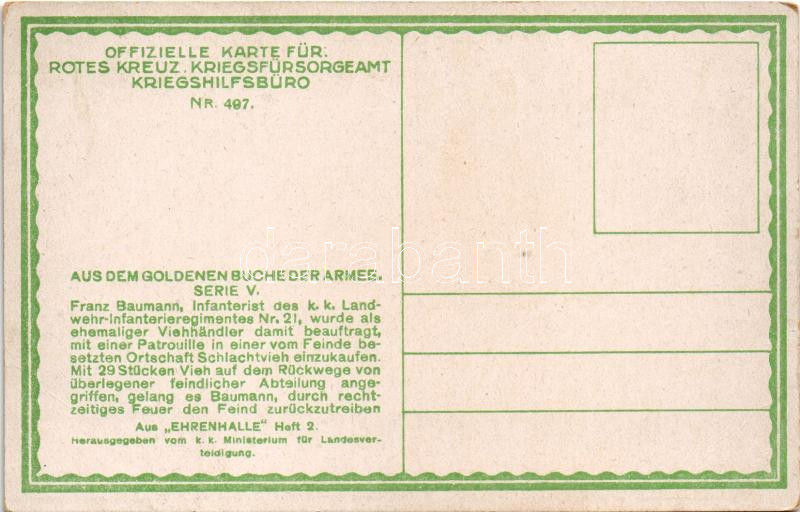 OFFIZIELLE KARTE FÜR:
ROTES KREUZ. KRIEGSFÜRSORGEAMT
KRIEGSHILFSBÜRO
NR. 497.
darabanth
AUS DEM GOLDENEN BUCHE DER ARMEE.
SERIE V.
Franz Baumann, Infanterist des k. k. Land-
wehr-Infanterieregimentes Nr. 21, wurde als
ehemaliger Viehhändler damit beauftragt,
mit einer Patrouille in einer vom Feinde be-
setzten Ortschaft Schlachtvieh einzukaufen.
Mit 29 Stücken Vieh auf dem Rückwege von
überlegener feindlicher Abteilung ange-
griffen, gelang es Baumann, durch recht-
zeitiges Feuer den Feind zurückzutreiben
Aus „EHRENHALLE" Heft 2.
Herausgegeben vom k. k. Ministerium für Landesver-
teidigung.